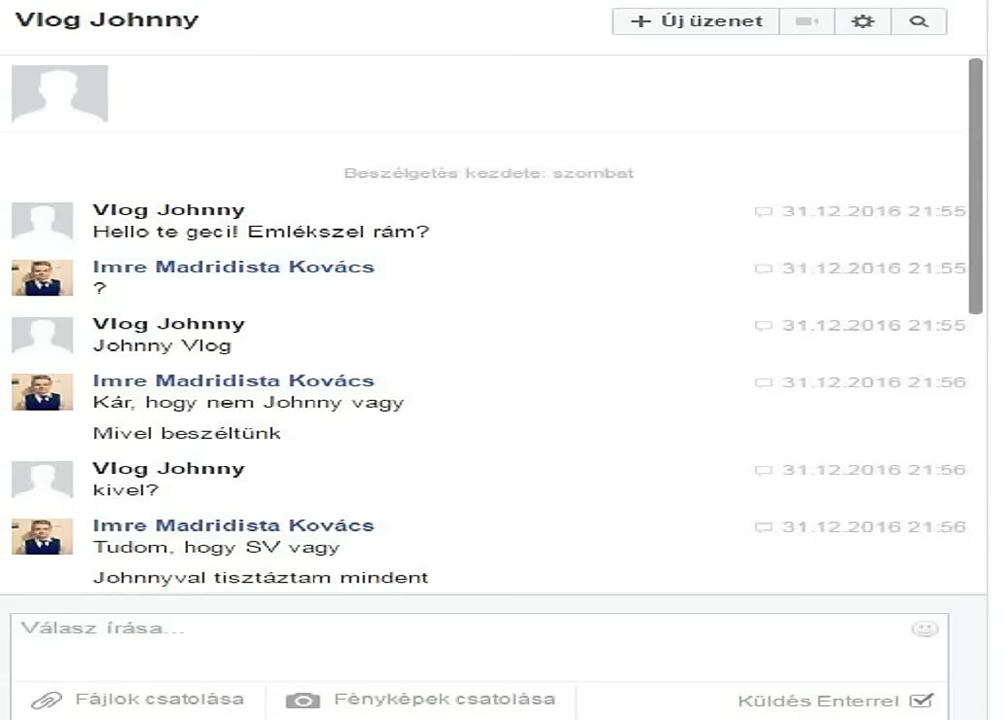 Vlog Johnny
Új üzenet
Beszélgetés kezdete: szombat
Vlog Johnny 31.12.2016 21:55
Hello te geci! Emlékszel rám?
Imre Madridista Kovács 31.12.2016 21:55
?
Vlog Johnny 31.12.2016 21:55
Johnny Vlog
Imre Madridista Kovács 31.12.2016 21:56
Kár, hogy nem Johnny vagy
Mivel beszéltünk
Vlog Johnny 31.12.2016 21:56
kivel?
Imre Madridista Kovács 31.12.2016 21:56
Tudom, hogy SV vagy
Johnnyval tisztáztam mindent
Válasz írása...
Fájlok csatolása Fényképek csatolása Küldés Enterrel